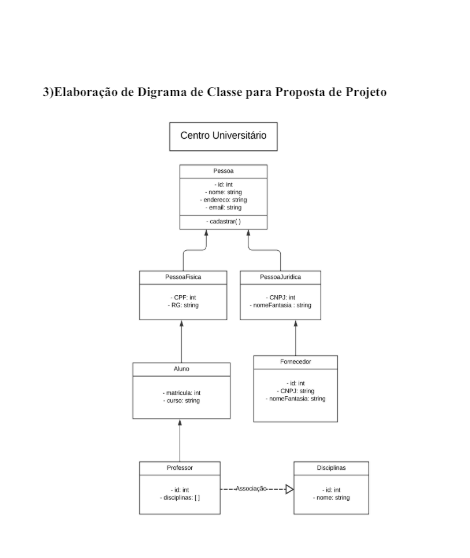 3)Elaboração de Digrama de Classe para Proposta de Projeto
Centro Universitário
Pessoa
- id: int
- nome: string
- endereco: string
- email: string
- cadastrar( )
PessoaFisica
- CPF: int
- RG: string
PessoaJuridica
- CNPJ: int
- nomeFantasia : string
Aluno
- matricula: int
- curso: string
Fornecedor
- id: int
- CNPJ: string
- nomeFantasia: string
Professor
- id: int
- disciplinas: [ ]
Associação
Disciplinas
- id: int
- nome: string